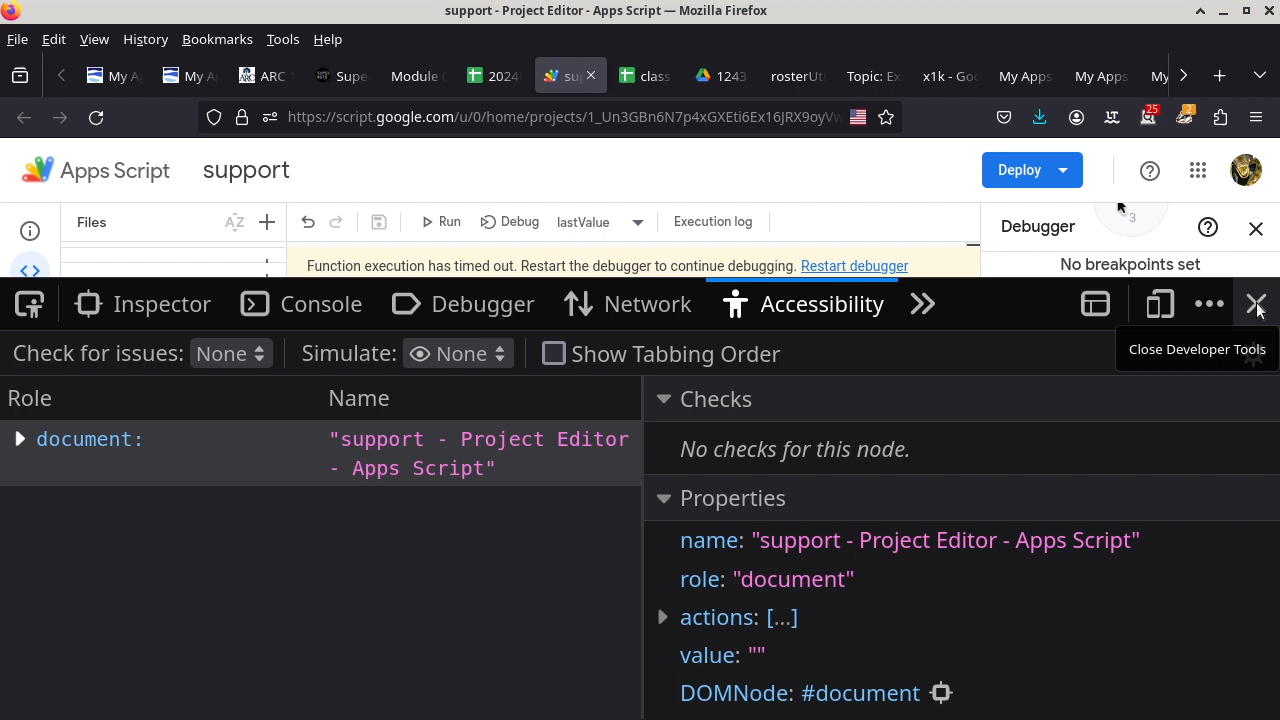 support - Project Editor - Apps Script — Mozilla Firefox
File Edit View History Bookmarks Tools Help
My A My A ARC Supe Module 2024 su class 1243 rosterUt Topic: Ex x1k - Go My Apps My Apps My
https://script.google.com/u/0/home/projects/1_Un3GBn6N7p4xGXEti6Ex16JRX9oyV 25 2
Apps Script support Deploy
Files AZ Run Debug lastValue Execution log Debugger 3
Function execution has timed out. Restart the debugger to continue debugging. Restart debugger No breakpoints set
Inspector Console Debugger Network Accessibility
Check for issues: None Simulate: None Show Tabbing Order Close Developer Tools
Role Name Checks
document: "support - Project Editor
- Apps Script"
No checks for this node.
Properties
name: "support - Project Editor - Apps Script"
role: "document"
actions: […]
value: ""
DOMNode: #document